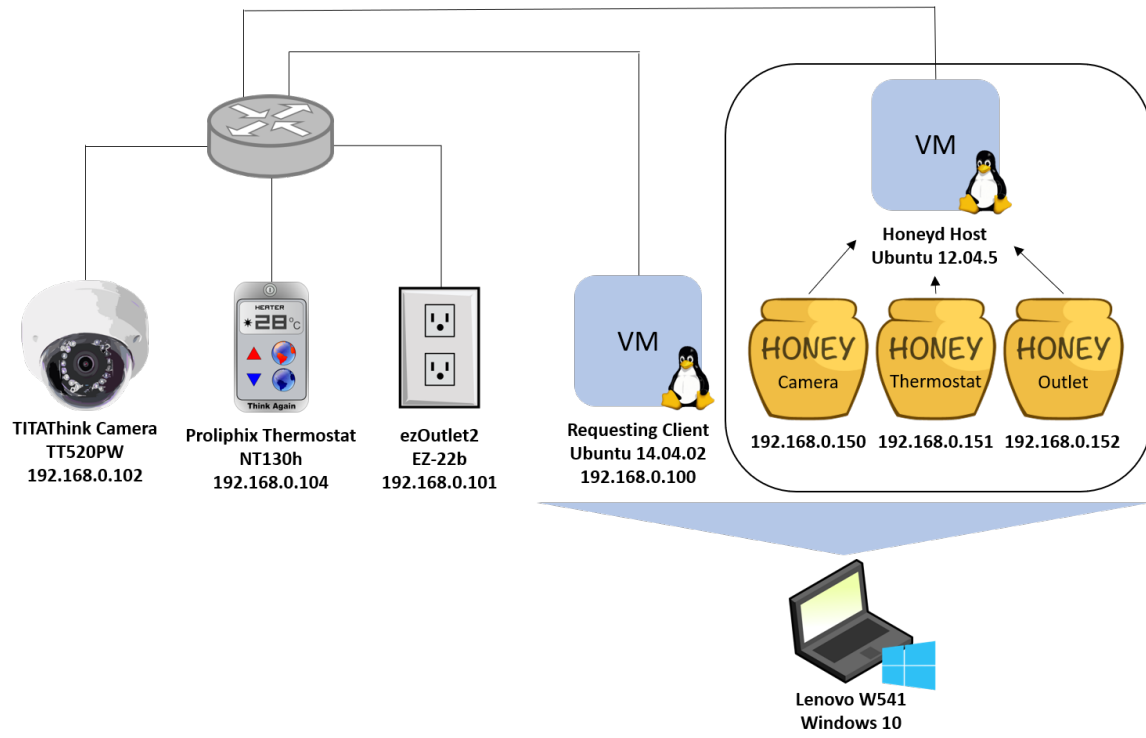 VM
Honeyd Host
Ubuntu 12.04.5
HEATER
28°C
Think Again
VM
HONEY
Camera
HONEY
Thermostat
HONEY
Outlet
TITAThink Camera
TT520PW
192.168.0.102
Proliphix Thermostat
NT130h
192.168.0.104
ezOutlet2
EZ-22b
192.168.0.101
Requesting Client
Ubuntu 14.04.02
192.168.0.100
192.168.0.150
192.168.0.151
192.168.0.152
Lenovo W541
Windows 10